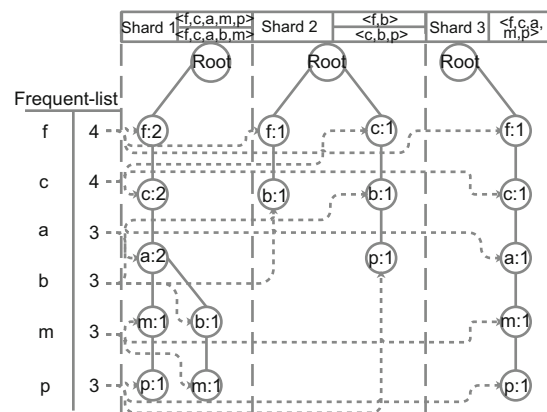 Shard 1 <f,c,a,m,p> Shard 2 <f,b> Shard 3 <f,c,a,
<f,c,a,b,m> <c,b,p> m,p>
Root Root Root
Frequent-list
f 4 f:2 f:1 c:1 f:1
c 4 c:2 b:1 b:1 c:1
a 3 a:2 p:1 a:1
b 3
m 3 m:1 b:1 m:1
p 3 p:1 m:1 p:1